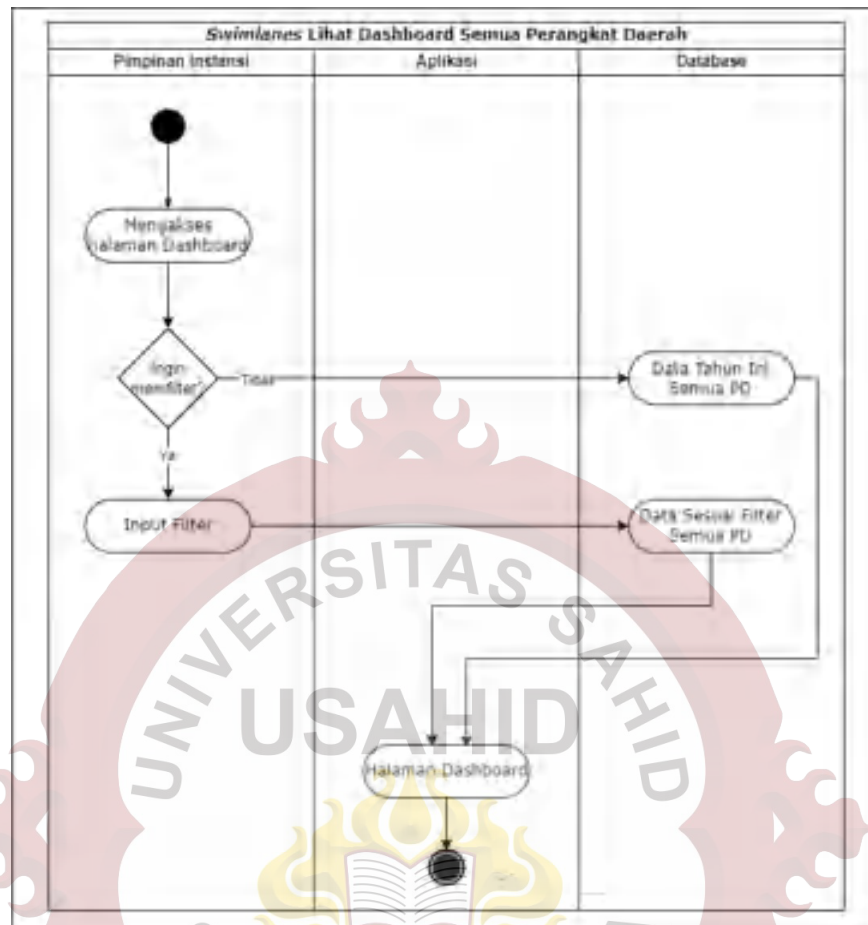 Swimlanes Lihat Dashboard Semua Perangkat Daerah
Pimpinan Instansi
Aplikasi
Database
Mengakses
Halaman Dashboard
Ingin
memfilter?
Tidak
Data Tahun Ini
Semua PD
Ya
Input Filter
Data Sesuai Filter
Semua PD
Halaman Dashboard
UNIVERSITAS SAHID
USAHID